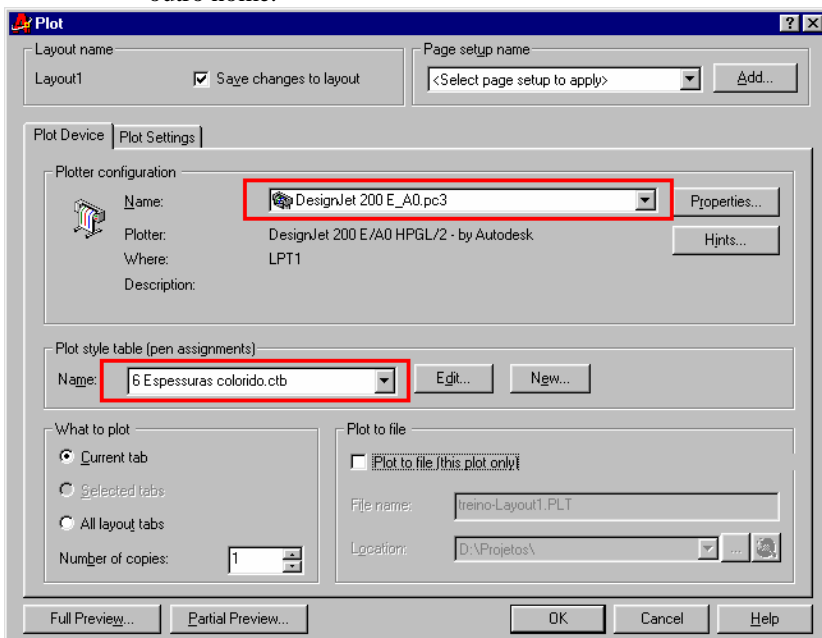 outro nome.
Plot
Layout name
Layout1
Save changes to layout
Page setup name
<Select page setup to apply>
Add...
Plot Device
Plot Settings
Plotter configuration
Name:
DesignJet 200 E_A0.pc3
Properties...
Plotter:
DesignJet 200 E/A0 HPGL/2 - by Autodesk
Hints...
Where:
LPT1
Description:
Plot style table (pen assignments)
Name:
6 Espessuras colorido.ctb
Edit...
New...
What to plot
Current tab
Selected tabs
All layout tabs
Number of copies:
1
Plot to file
Plot to file (this plot only)
File name:
treino-Layout1.PLT
Location:
D:\Projetos\
...
Full Preview...
Partial Preview...
OK
Cancel
Help